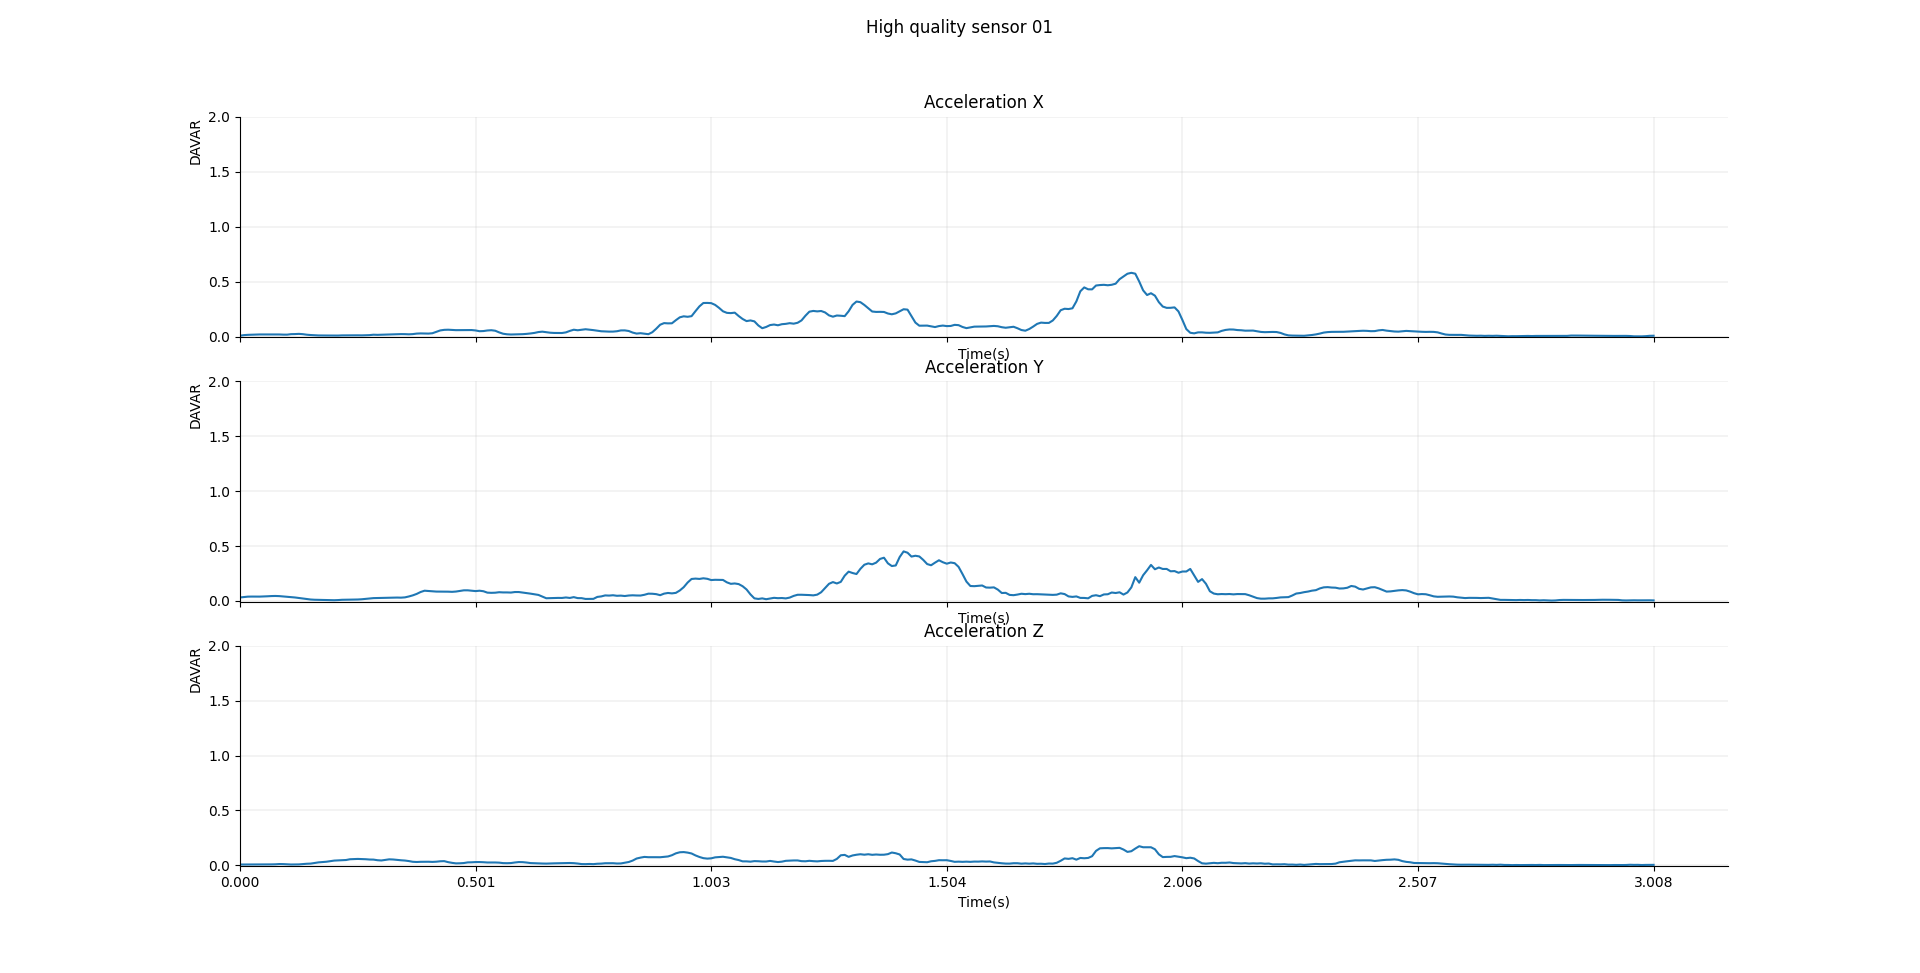 High quality sensor 01
Acceleration X
DAVAR
2.0
1.5
1.0
0.5
0.0
Time(s)
Acceleration Y
DAVAR
2.0
1.5
1.0
0.5
0.0
Time(s)
Acceleration Z
DAVAR
2.0
1.5
1.0
0.5
0.0
0.000 0.501 1.003 1.504 2.006 2.507 3.008
Time(s)